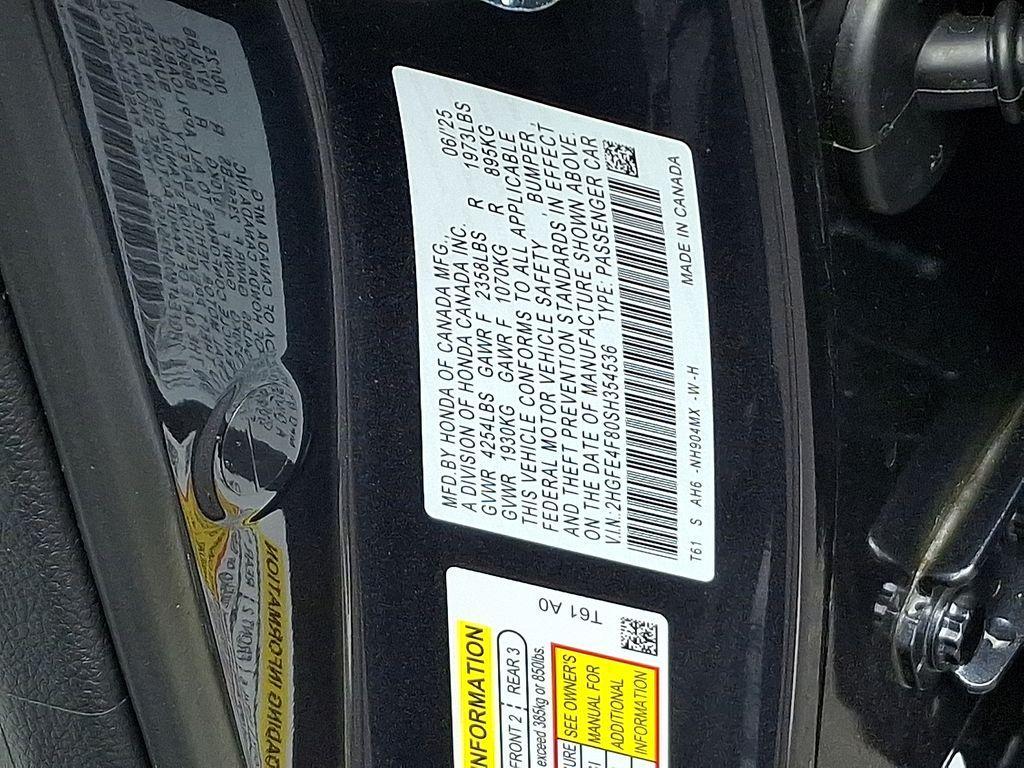 MFD.BY HONDA OF CANADA MFG.,
A DIVISION OF HONDA CANADA INC. 06/'25
GVWR 4254LBS GAWR F 2358LBS R 1973LBS
GVWR 1930KG GAWR F 1070KG R 895KG
THIS VEHICLE CONFORMS TO ALL APPLICABLE
FEDERAL MOTOR VEHICLE SAFETY , BUMPER,
AND THEFT PREVENTION STANDARDS IN EFFECT
ON THE DATE OF MANUFACTURE SHOWN ABOVE.
V.I.N.:2HGFE4F80SH354536 TYPE: PASSENGER CAR
T61 S AH6 -NH904MX -W-H MADE IN CANADA
NFORMATION
FRONT 2 REAR 3
exceed 385kg or 850lbs.
SEE OWNER'S
MANUAL FOR
ADDITIONAL
INFORMATION
T61 A0